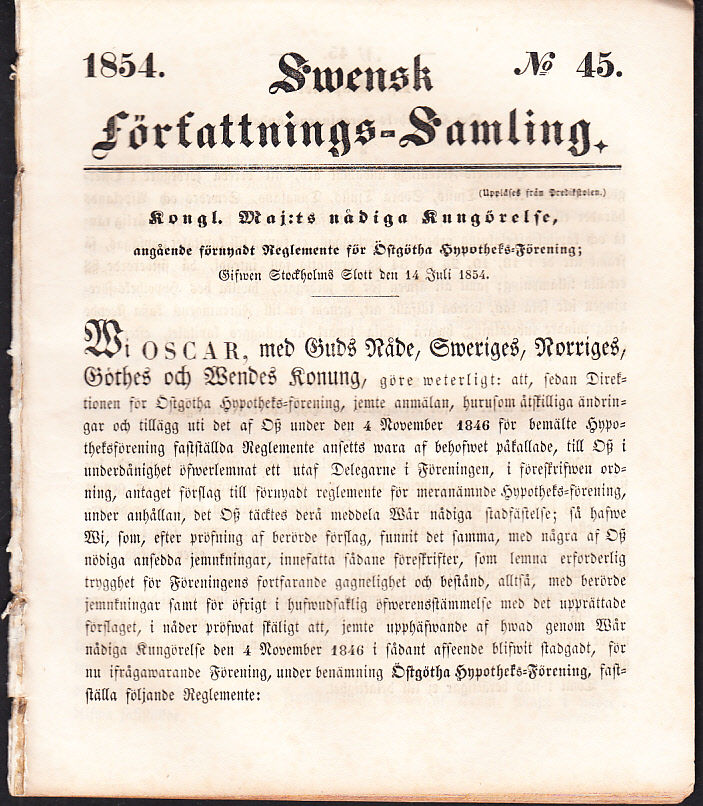 1854.
Swensk
№ 45.
Författnings-Samling.
(Uppläses från Predikstolen.)
Kongl. Maj:ts nådiga Kungörelse,
angående förnyadt Reglemente för Östgötha Hypotheks-Förening;
Gifwen Stockholms Slott den 14 Juli 1854.
Wi OSCAR, med Guds Nåde, Sweriges, Norriges,
Göthes och Wendes Konung, göre weterligt: att, sedan Direk-
tionen för Östgötha Hypotheks-förening, jemte anmälan, hurusom åtskilliga ändrin-
gar och tillägg uti det af Oß under den 4 November 1846 för bemälte Hypo-
theksförening fastställda Reglemente ansetts wara af behofwet påkallade, till Oß i
underdånighet öfwerlemnat ett utaf Delegarne i Föreningen, i föreskrifwen ord-
ning, antaget förslag till förnyadt reglemente för meranämnde Hypotheks-förening,
under anhållan, det Oß täcktes derå meddela Wår nådiga stadfästelse; så hafwe
Wi, som, efter pröfning af berörde förslag, funnit det samma, med några af Oß
nödiga ansedda jemnkningar, innefatta sådane föreskrifter, som lemna erforderlig
trygghet för Föreningens fortfarande gagnelighet och bestånd, alltså, med berörde
jemnkningar samt för öfrigt i hufwudsaklig öfwerensstämmelse med det upprättade
förslaget, i nåder pröfwat skäligt att, jemte upphäfwande af hwad genom Wår
nådiga Kungörelse den 4 November 1846 i sådant afseende blifwit stadgadt, för
nu ifrågawarande Förening, under benämning Östgötha Hypotheks-Förening, fast-
ställa följande Reglemente: